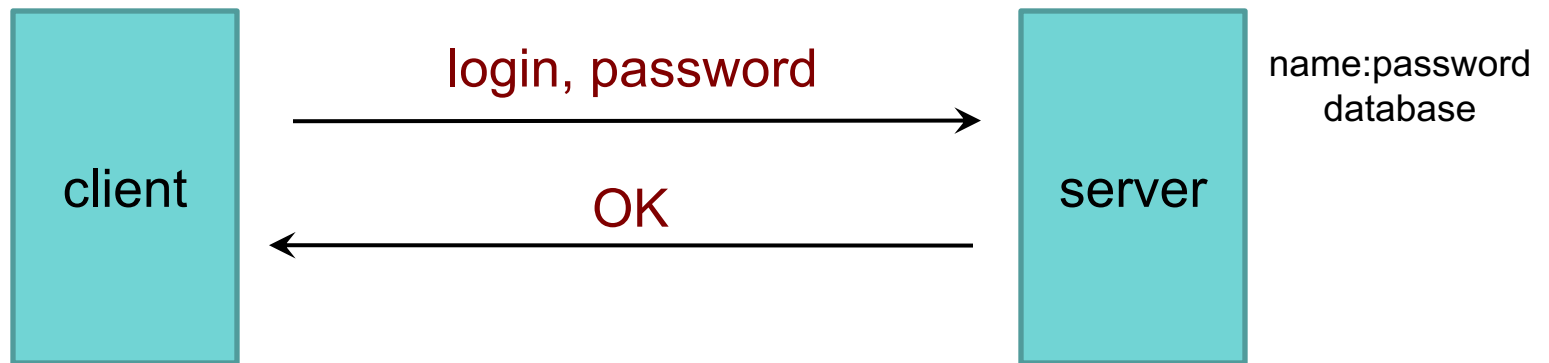 login, password
name:password
database
client
server
OK